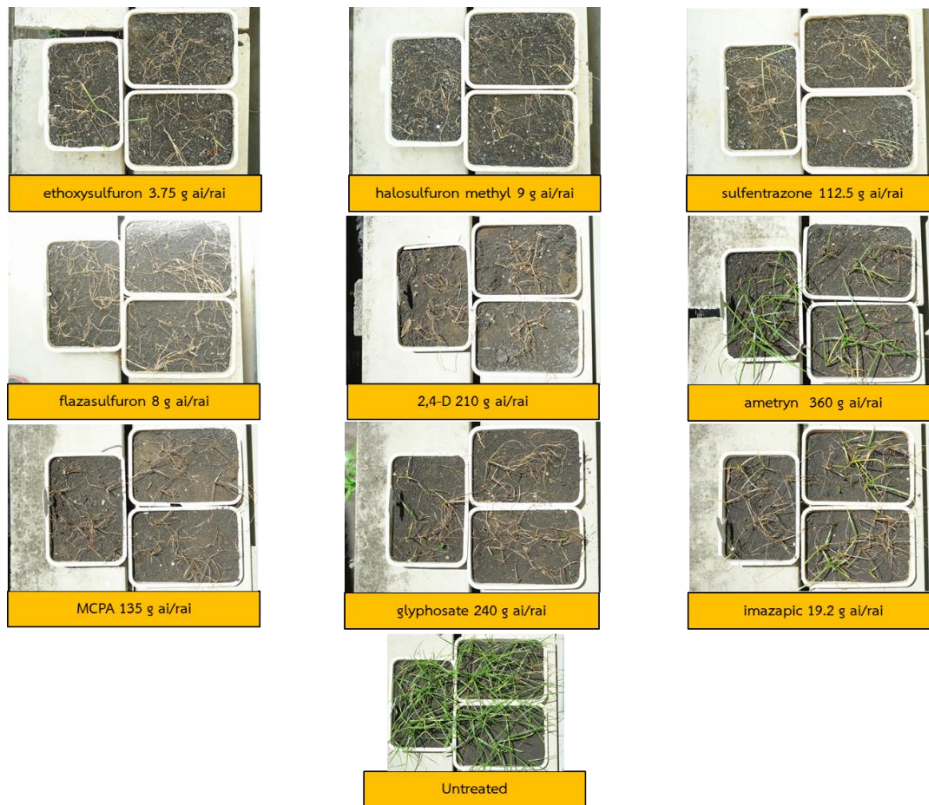 ethoxysulfuron 3.75 g ai/rai
halosulfuron methyl 9 g ai/rai
sulfentrazone 112.5 g ai/rai
flazasulfuron 8 g ai/rai
2,4-D 210 g ai/rai
ametryn 360 g ai/rai
MCPA 135 g ai/rai
glyphosate 240 g ai/rai
imazapic 19.2 g ai/rai
Untreated